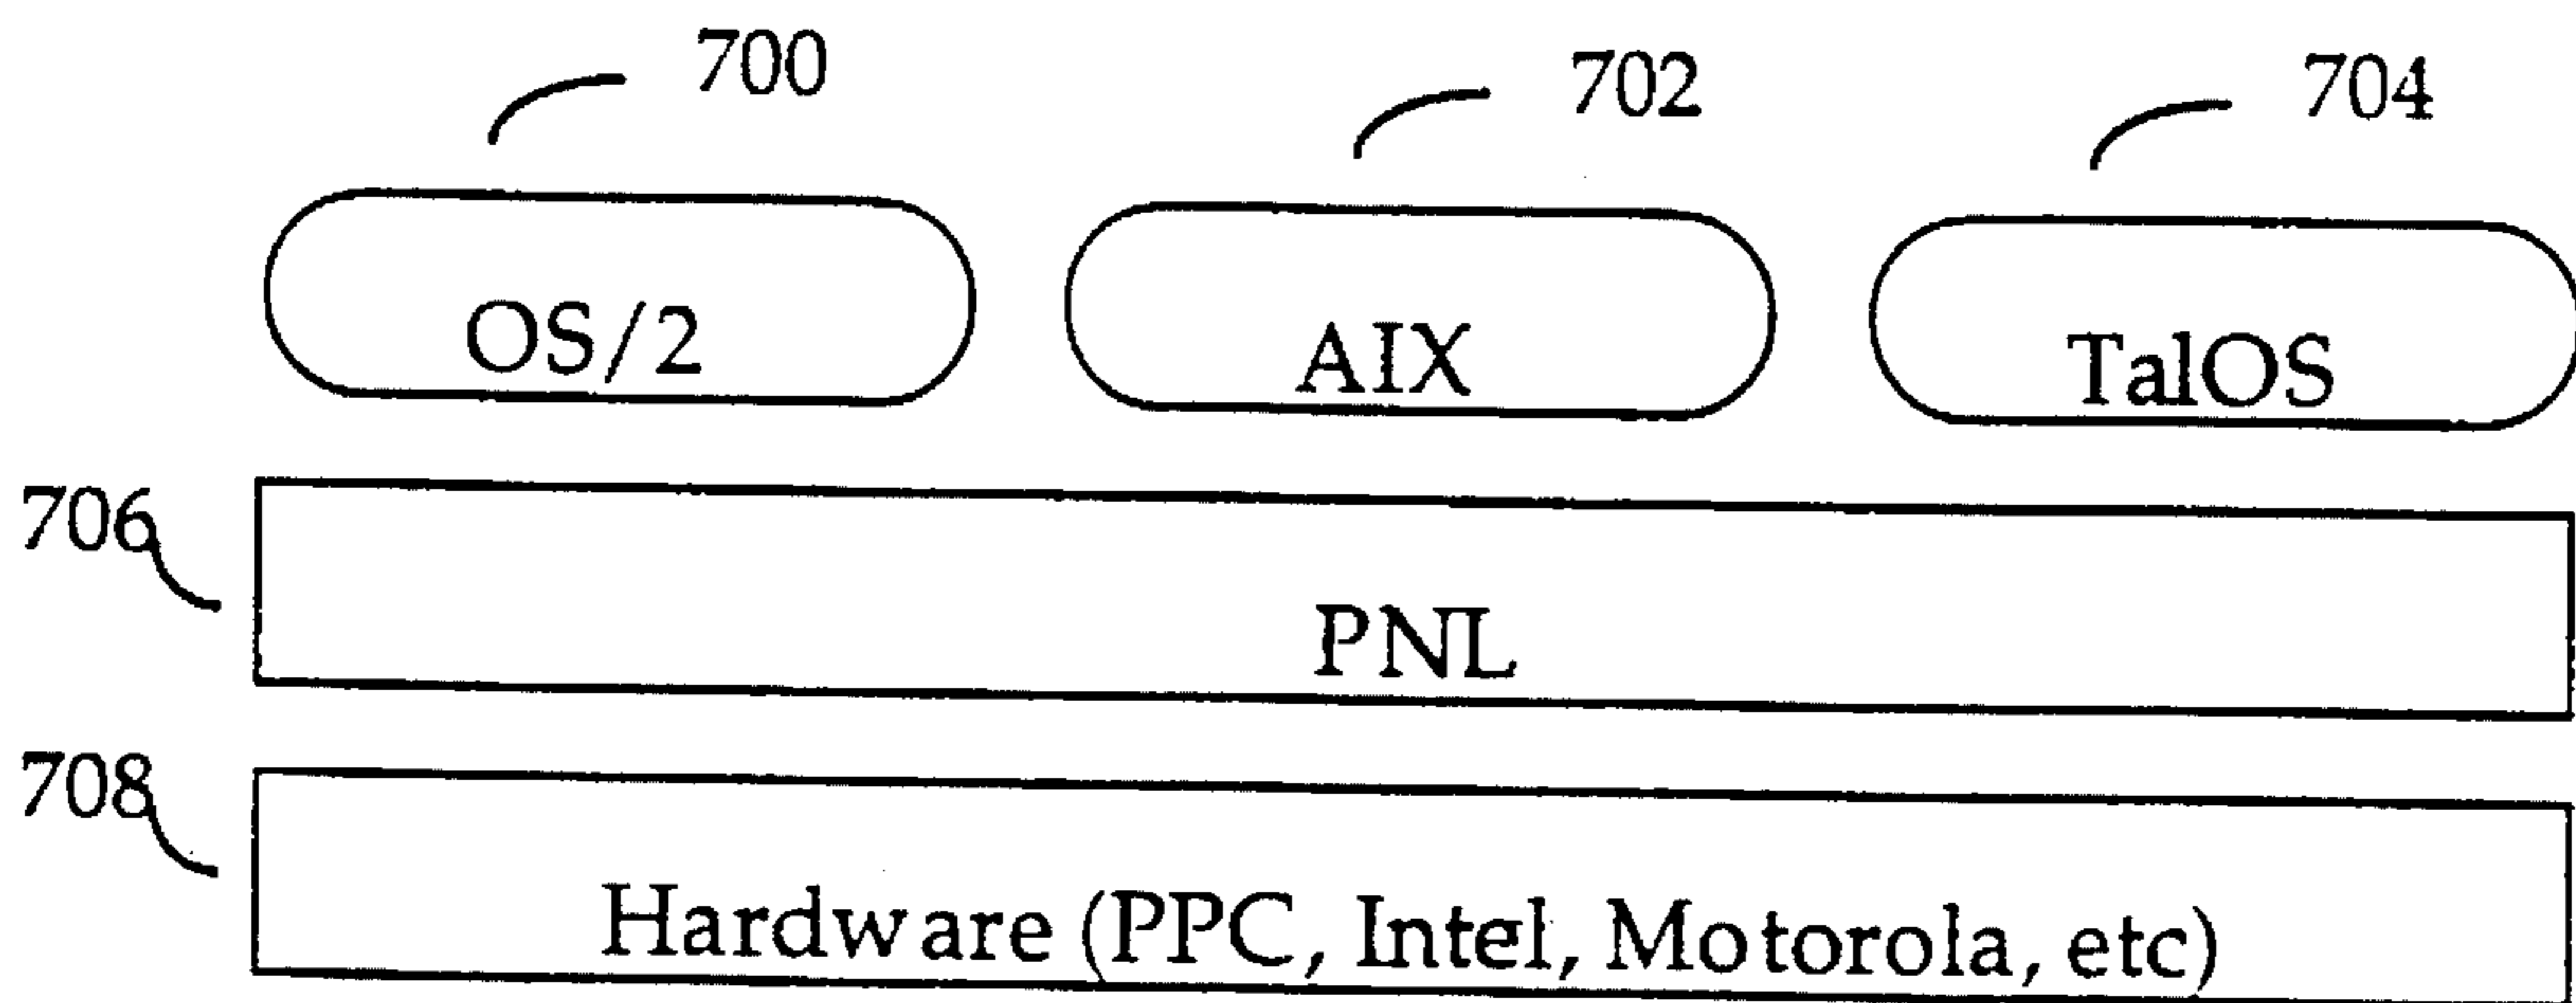 700
702
704
OS/2
AIX
TalOS
706
PNL
708
Hardware (PPC, Intel, Motorola, etc)